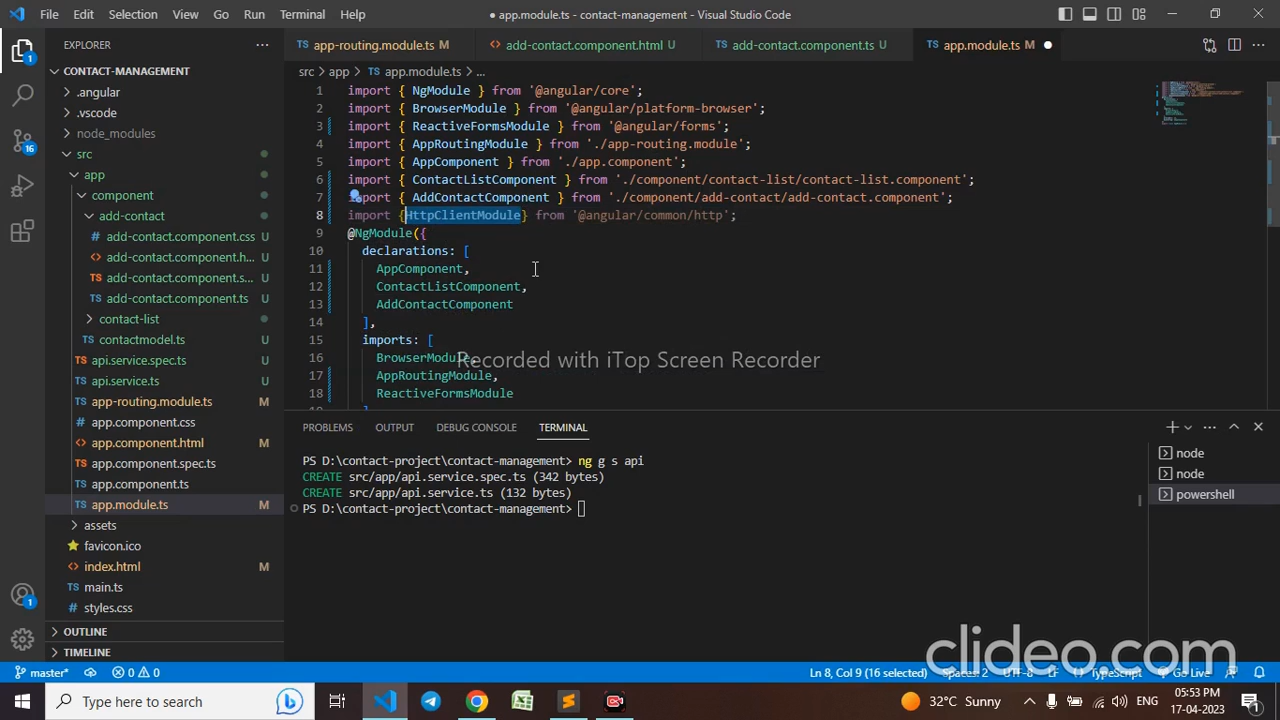 File Edit Selection View Go Run Terminal Help
● app.module.ts - contact-management - Visual Studio Code
EXPLORER
CONTACT-MANAGEMENT
.angular
.vscode
node_modules
src
app
component
add-contact
add-contact.component.css
add-contact.component.h...
add-contact.component.s...
add-contact.component.ts
contact-list
contactmodel.ts U
api.service.spec.ts U
api.service.ts U
app-routing.module.ts M
app.component.css
app.component.html M
app.component.spec.ts
app.component.ts
app.module.ts M
assets
favicon.ico
index.html M
main.ts
styles.css
OUTLINE
TIMELINE
app-routing.module.ts M add-contact.component.html U add-contact.component.ts U app.module.ts M
src > app > app.module.ts > ...
1 import { NgModule } from '@angular/core';
2 import { BrowserModule } from '@angular/platform-browser';
3 import { ReactiveFormsModule } from '@angular/forms';
4 import { AppRoutingModule } from './app-routing.module';
5 import { AppComponent } from './app.component';
6 import { ContactListComponent } from './component/contact-list/contact-list.component';
7 import { AddContactComponent } from './component/add-contact/add-contact.component';
8 import {HttpClientModule} from '@angular/common/http';
9 @NgModule({
10 declarations: [
11 AppComponent,
12 ContactListComponent,
13 AddContactComponent
14 ],
15 imports: [
16 BrowserModule,
17 AppRoutingModule,
18 ReactiveFormsModule
Recorded with iTop Screen Recorder
PROBLEMS OUTPUT DEBUG CONSOLE TERMINAL
PS D:\contact-project\contact-management> ng g s api
CREATE src/app/api.service.spec.ts (342 bytes)
CREATE src/app/api.service.ts (132 bytes)
PS D:\contact-project\contact-management>
node
node
powershell
clideo.com
master* 0 0 Ln 8, Col 9 (16 selected) Spaces: 2 UTF-8 LF {} TypeScript Go Live
Type here to search
32°C Sunny ENG 05:53 PM
17-04-2023